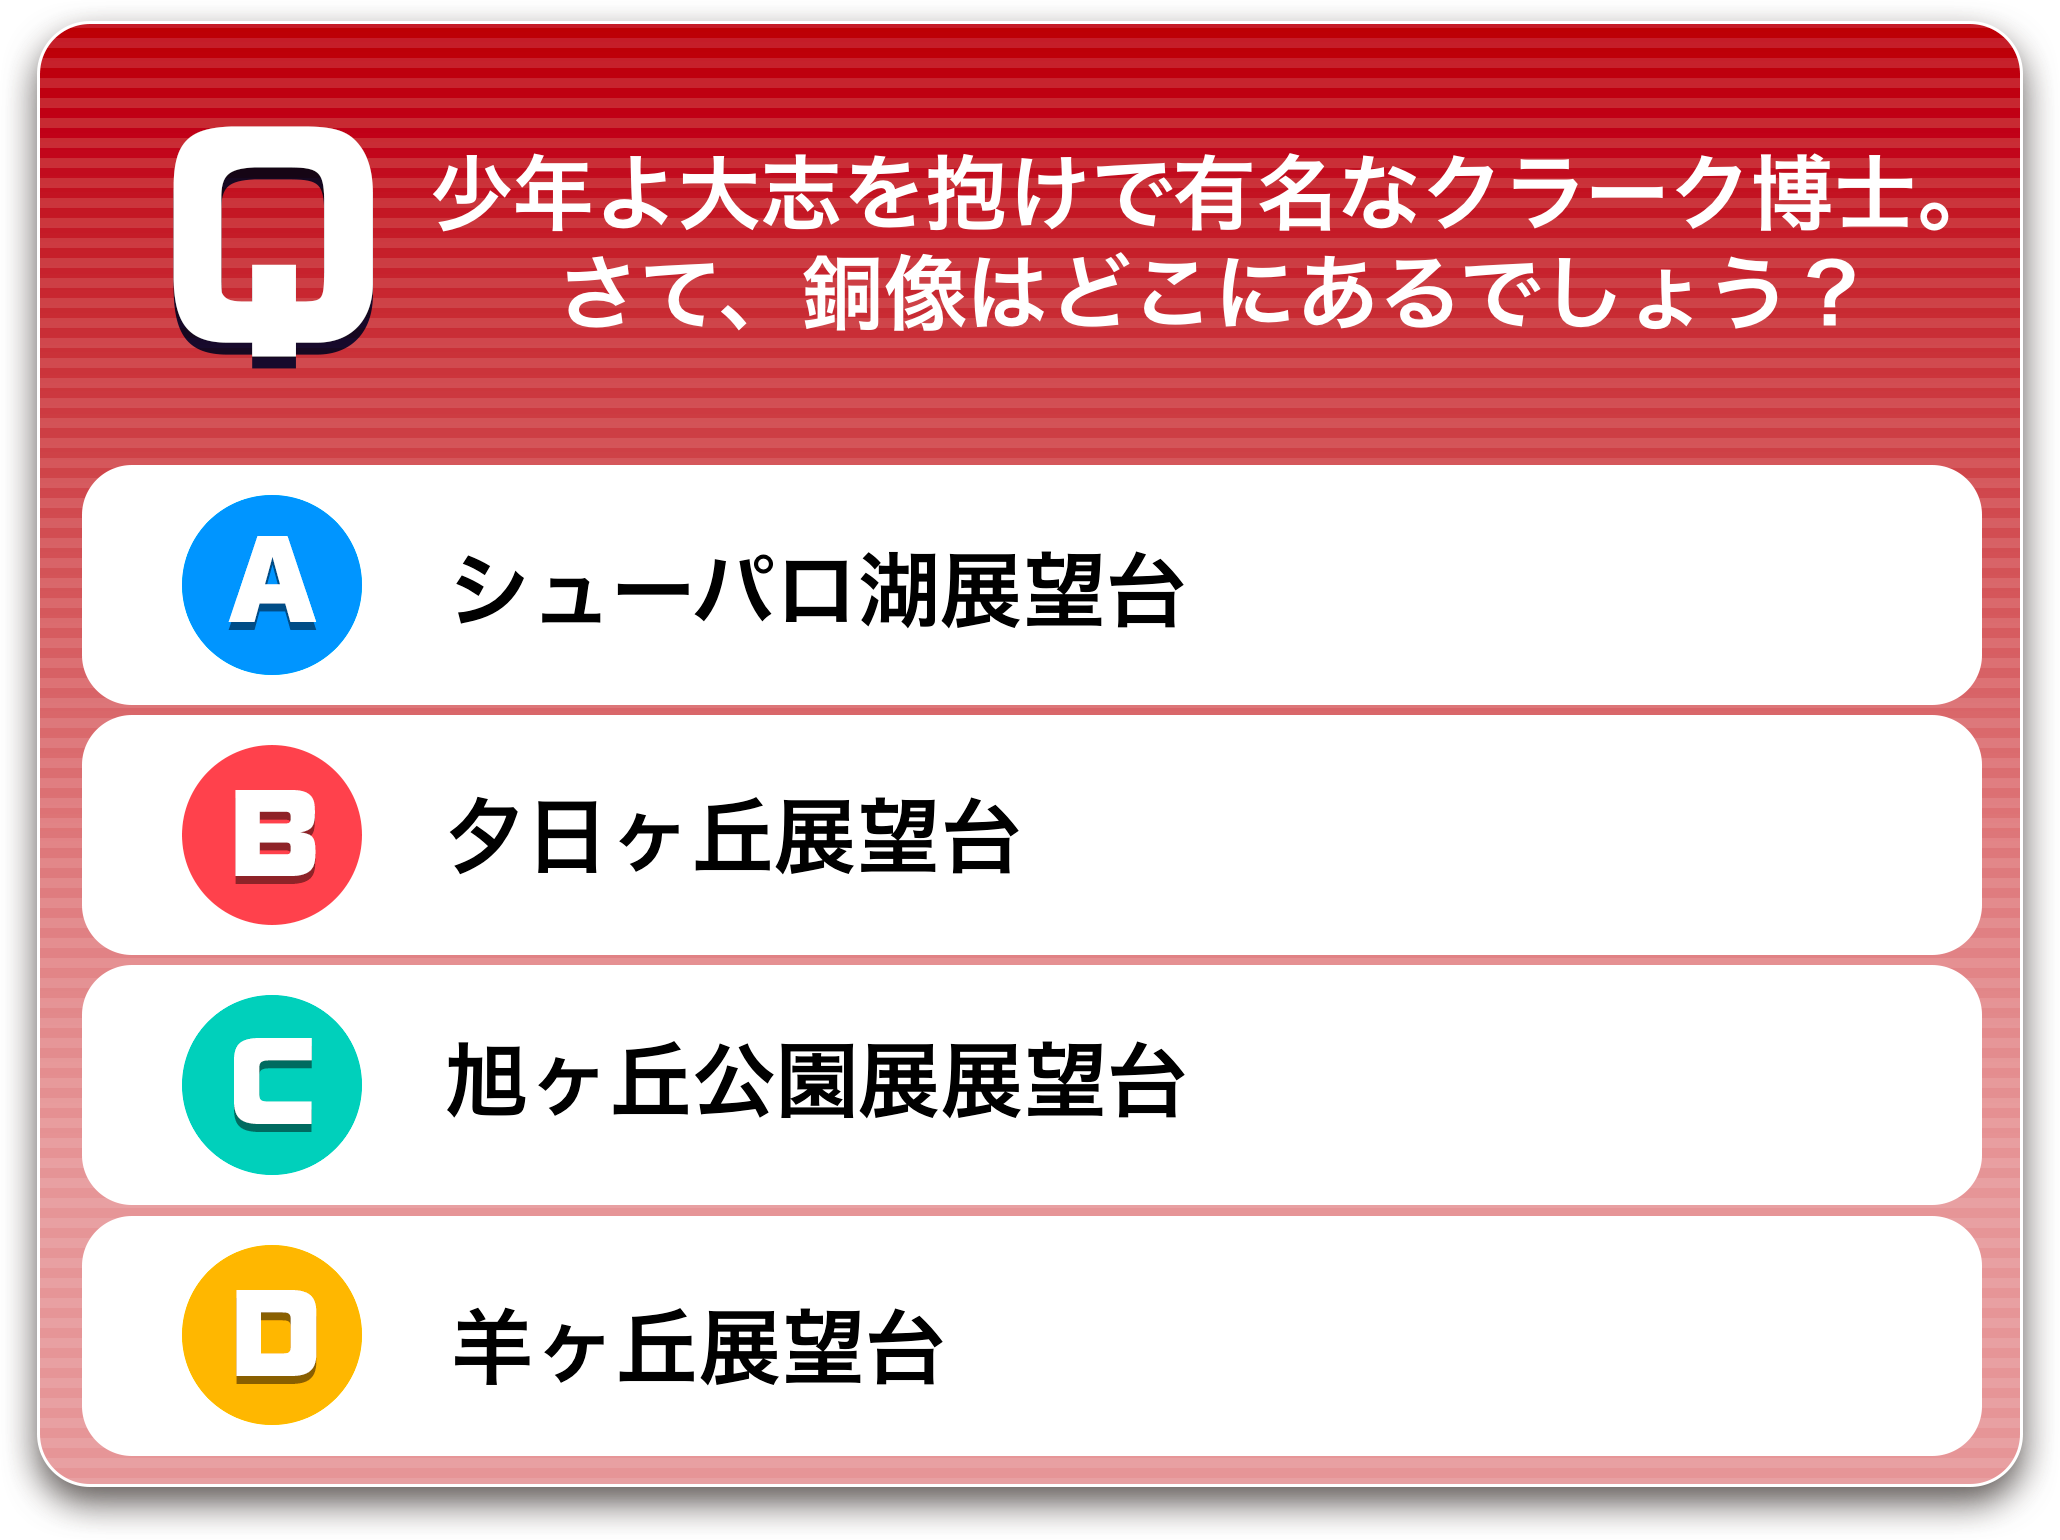 Q
少年よ大志を抱けで有名なクラーク博士。
さて、銅像はどこにあるでしょう？
A シューパロ湖展望台
B 夕日ヶ丘展望台
C 旭ヶ丘公園展展望台
D 羊ヶ丘展望台